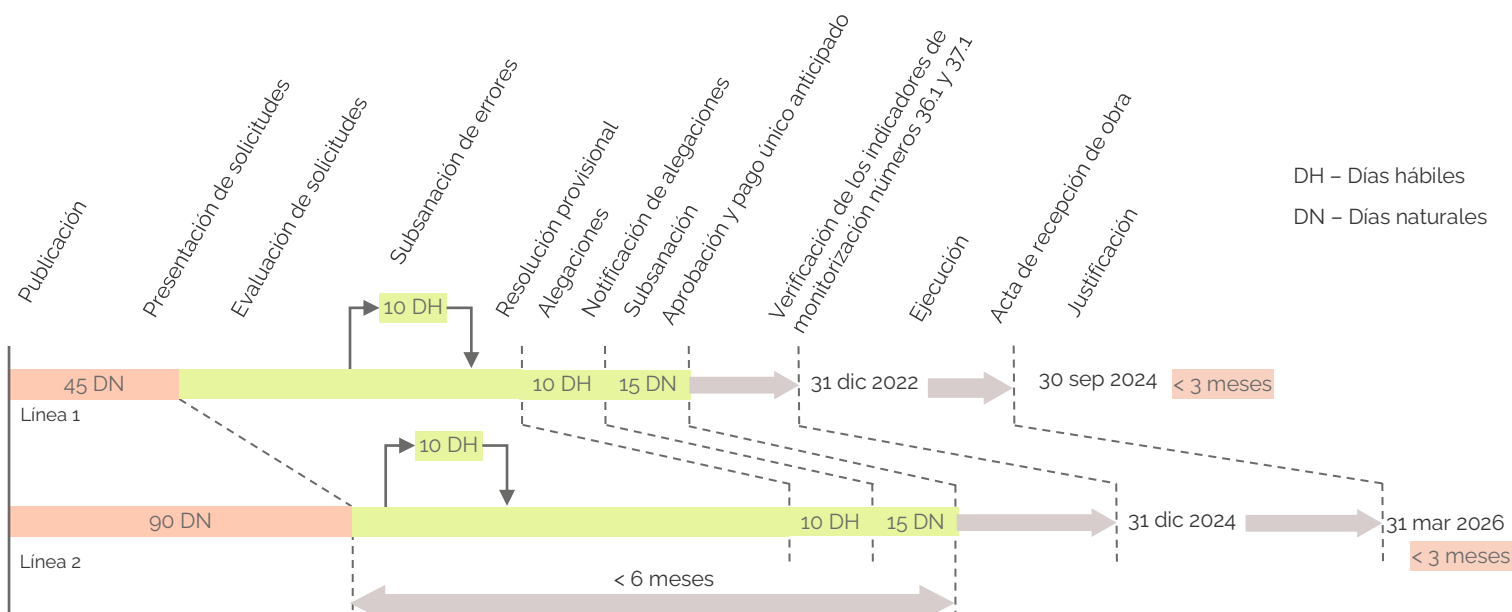 Publicación
Presentación de solicitudes
Evaluación de solicitudes
Subsanación de errores
Resolución provisional
Alegaciones
Notificación de alegaciones
Subsanación
Aprobación y pago único anticipado
Verificación de los indicadores de
monitorización números 36.1 y 37.1
Ejecución
Acta de recepción de obra
Justificación
DH – Días hábiles
DN – Días naturales
10 DH
45 DN
10 DH
15 DN
31 dic 2022
30 sep 2024
< 3 meses
Línea 1
10 DH
90 DN
10 DH
15 DN
31 dic 2024
31 mar 2026
< 3 meses
Línea 2
< 6 meses